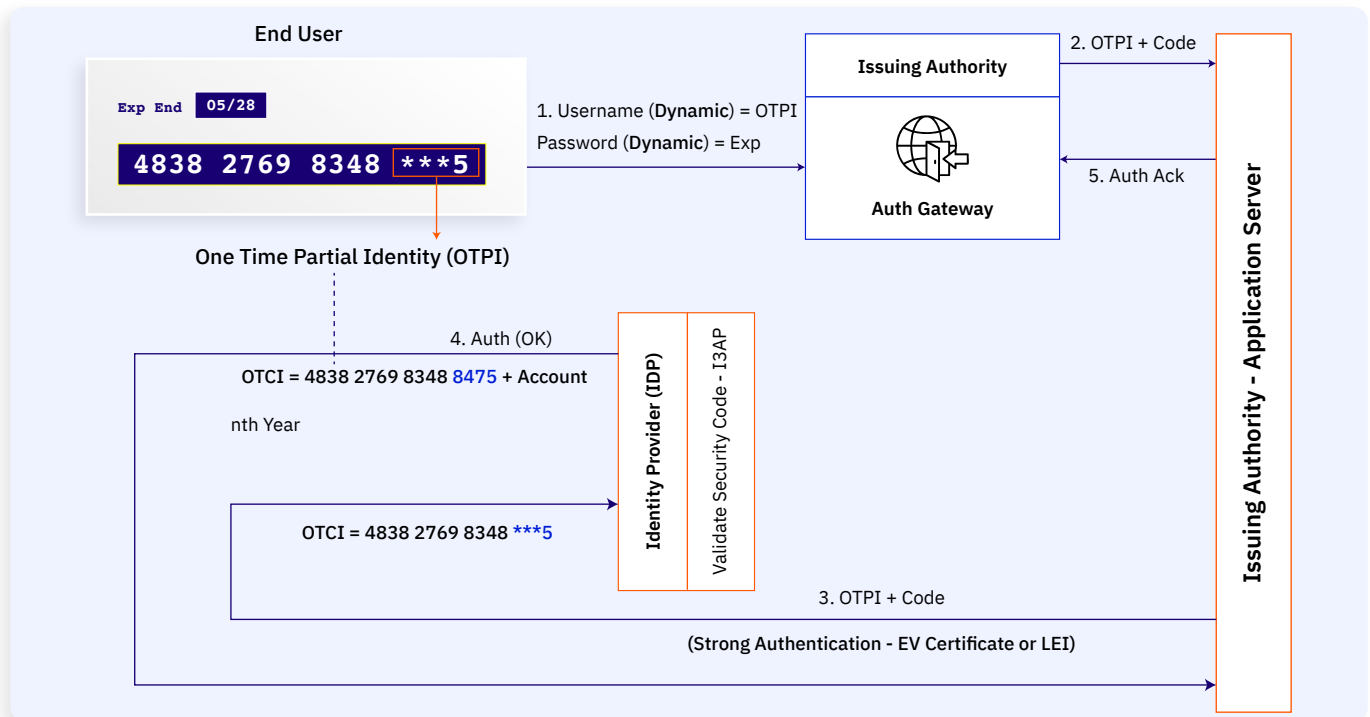 End User
Exp End 05/28
4838 2769 8348 ***5
One Time Partial Identity (OTPI)
1. Username (Dynamic) = OTPI
Password (Dynamic) = Exp
Issuing Authority
Auth Gateway
2. OTPI + Code
5. Auth Ack
Issuing Authority - Application Server
4. Auth (OK)
OTCI = 4838 2769 8348 8475 + Account
nth Year
Identity Provider (IDP)
Validate Security Code - I3AP
OTCI = 4838 2769 8348 ***5
3. OTPI + Code
(Strong Authentication - EV Certificate or LEI)